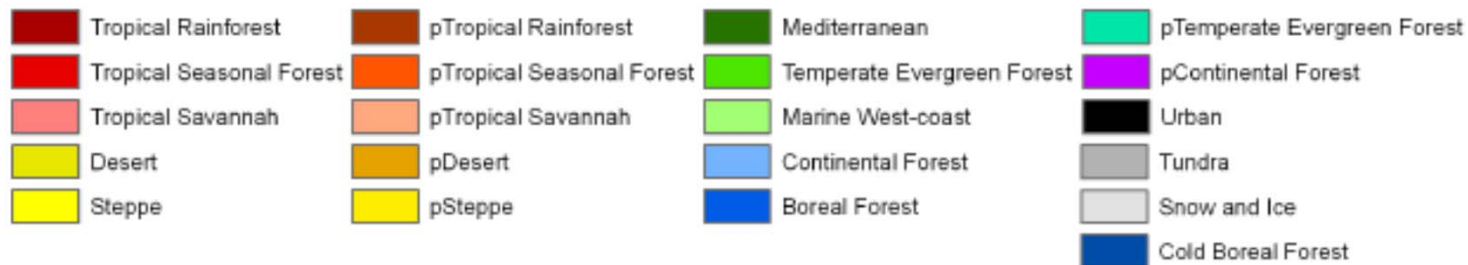 Tropical Rainforest
Tropical Seasonal Forest
Tropical Savannah
Desert
Steppe
pTropical Rainforest
pTropical Seasonal Forest
pTropical Savannah
pDesert
pSteppe
Mediterranean
Temperate Evergreen Forest
Marine West-coast
Continental Forest
Boreal Forest
pTemperate Evergreen Forest
pContinental Forest
Urban
Tundra
Snow and Ice
Cold Boreal Forest